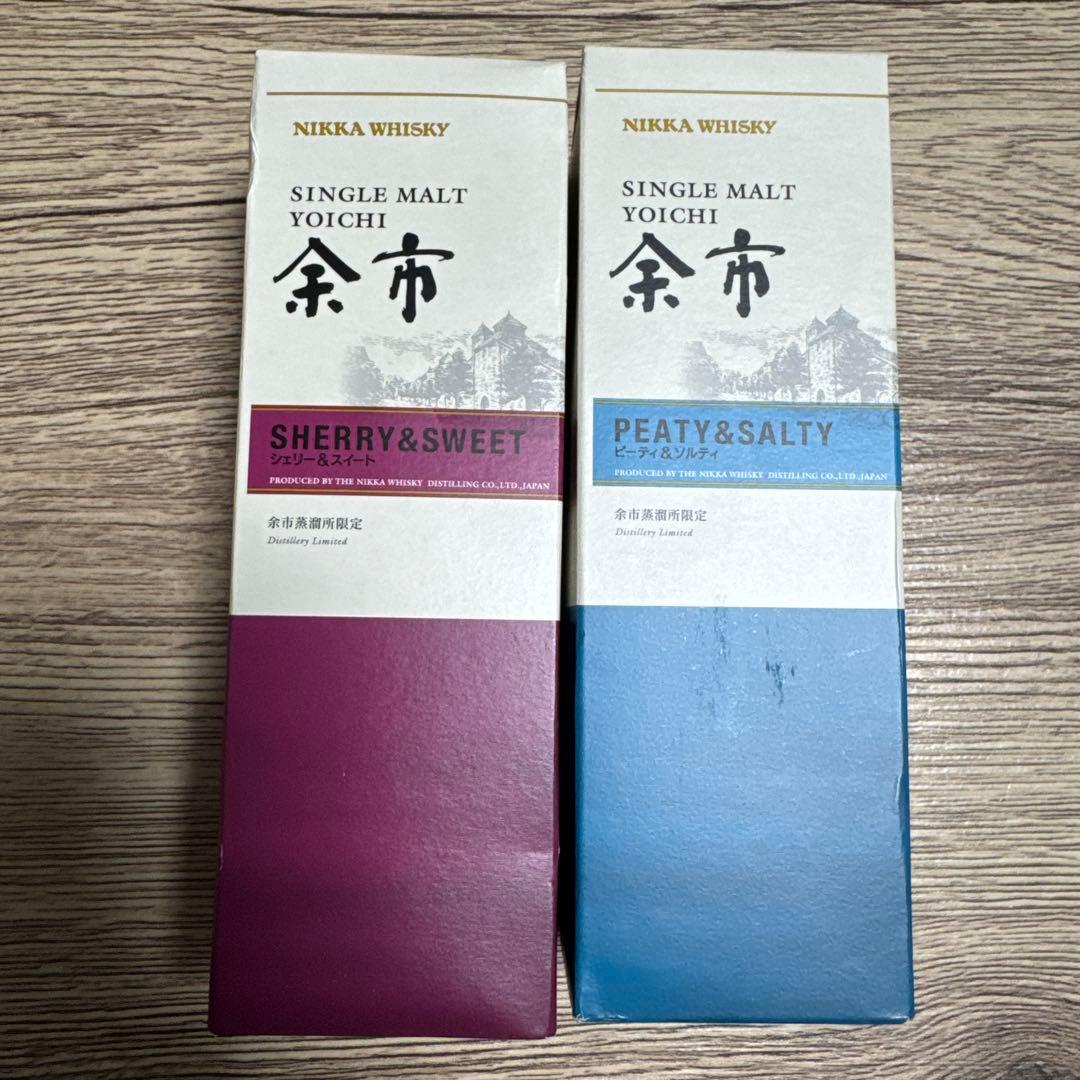 NIKKA WHISKY
SINGLE MALT
YOICHI
余市
SHERRY&SWEET
シェリー&スイート
PRODUCED BY THE NIKKA WHISKY DISTILLING CO.,LTD.,JAPAN
余市蒸溜所限定
Distillery Limited
NIKKA WHISKY
SINGLE MALT
YOICHI
余市
PEATY&SALTY
ピーティ&ソルティ
PRODUCED BY THE NIKKA WHISKY DISTILLING CO.,LTD.,JAPAN
余市蒸溜所限定
Distillery Limited